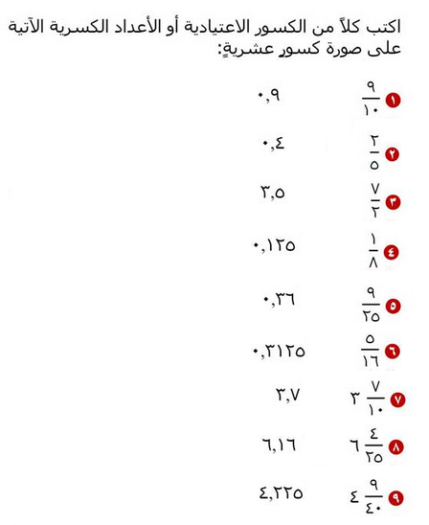 اكتب كلاً من الكسور الاعتيادية أو الأعداد الكسرية الآتية
على صورة كسورٍ عشريةٍ:
١ ٩/١٠ ٠,٩
٢ ٢/٥ ٠,٤
٣ ٧/٢ ٣,٥
٤ ١/٨ ٠,١٢٥
٥ ٩/٢٥ ٠,٣٦
٦ ٥/١٦ ٠,٣١٢٥
٧ ٣ ٧/١٠ ٣,٧
٨ ٦ ٤/٢٥ ٦,١٦
٩ ٤ ٩/٤٠ ٤,٢٢٥